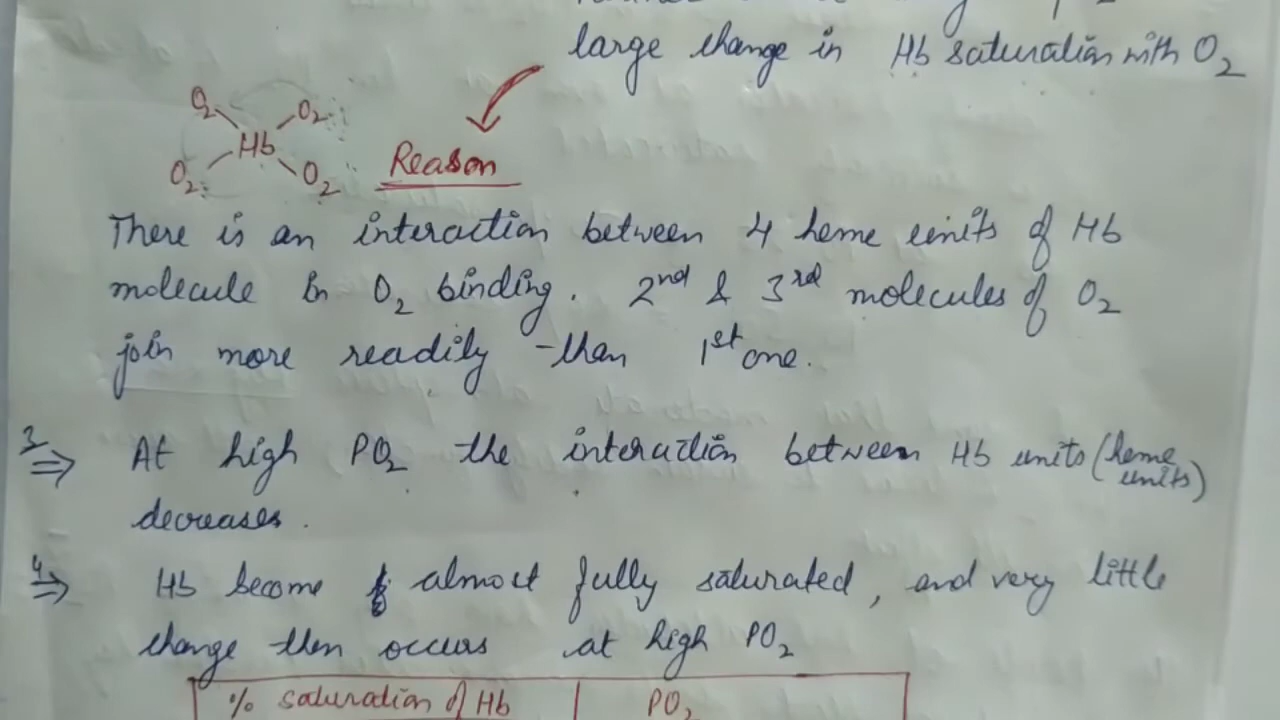 large change in Hb saturation with O2
O2 O2
Hb
O2 O2
Reason
There is an interaction between 4 heme units of Hb
molecule in O2 binding. 2nd & 3rd molecules of O2
join more readily than 1st one.
3⇒ At high PO2 the interaction between Hb units (heme units)
decreases.
4⇒ Hb become almost fully saturated, and very little
change then occurs at high PO2
% saturation of Hb | PO2